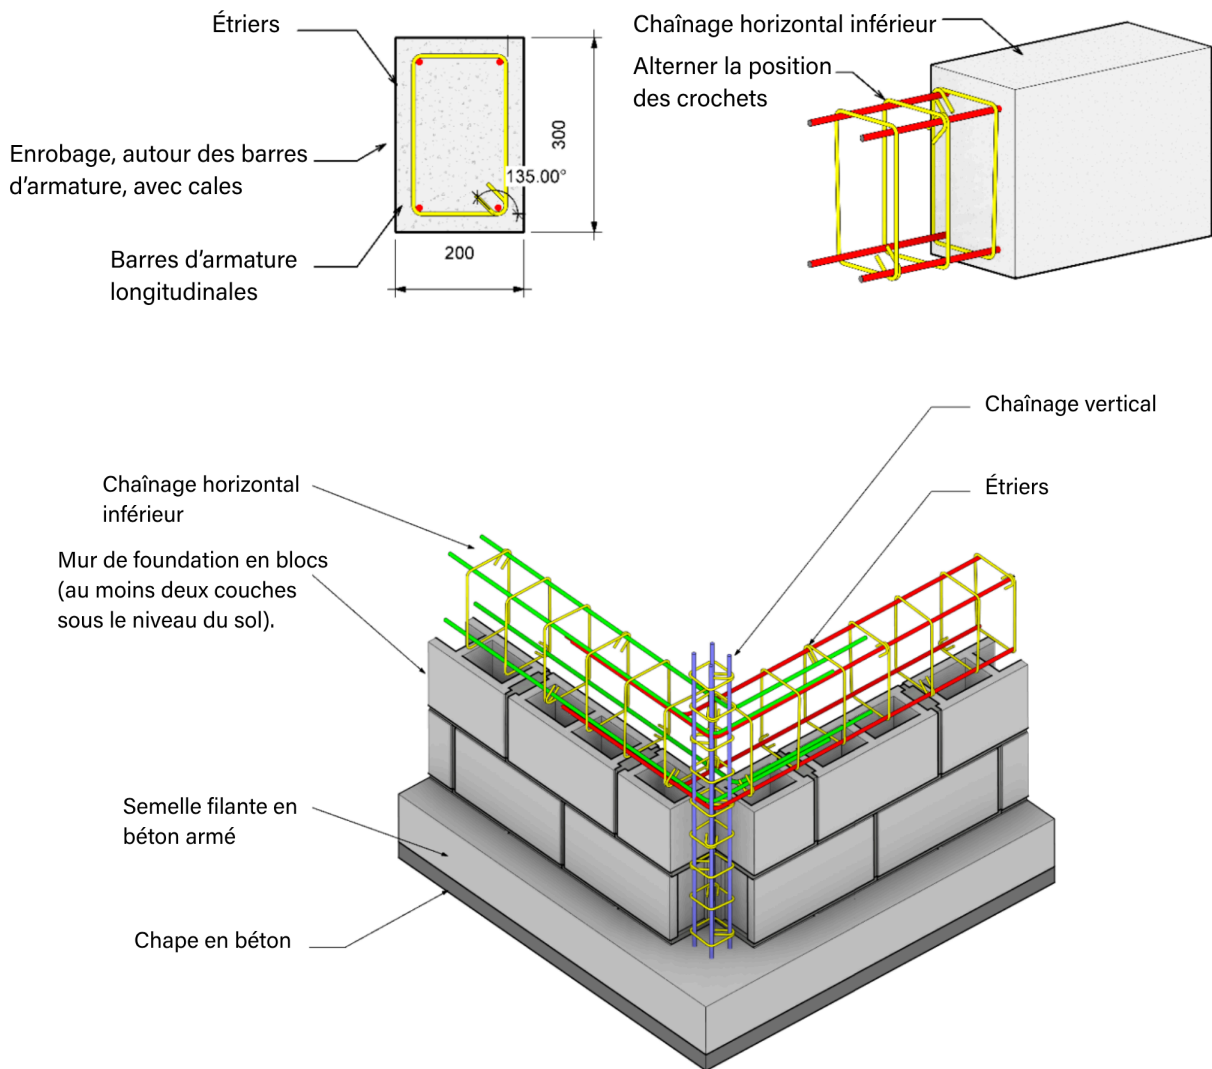 Étriers
Enrobage, autour des barres
d’armature, avec cales
Barres d’armature
longitudinales
300
135.00°
200
Chaînage horizontal inférieur
Alterner la position
des crochets
Chaînage vertical
Étriers
Chaînage horizontal
inférieur
Mur de foundation en blocs
(au moins deux couches
sous le niveau du sol).
Semelle filante en
béton armé
Chape en béton